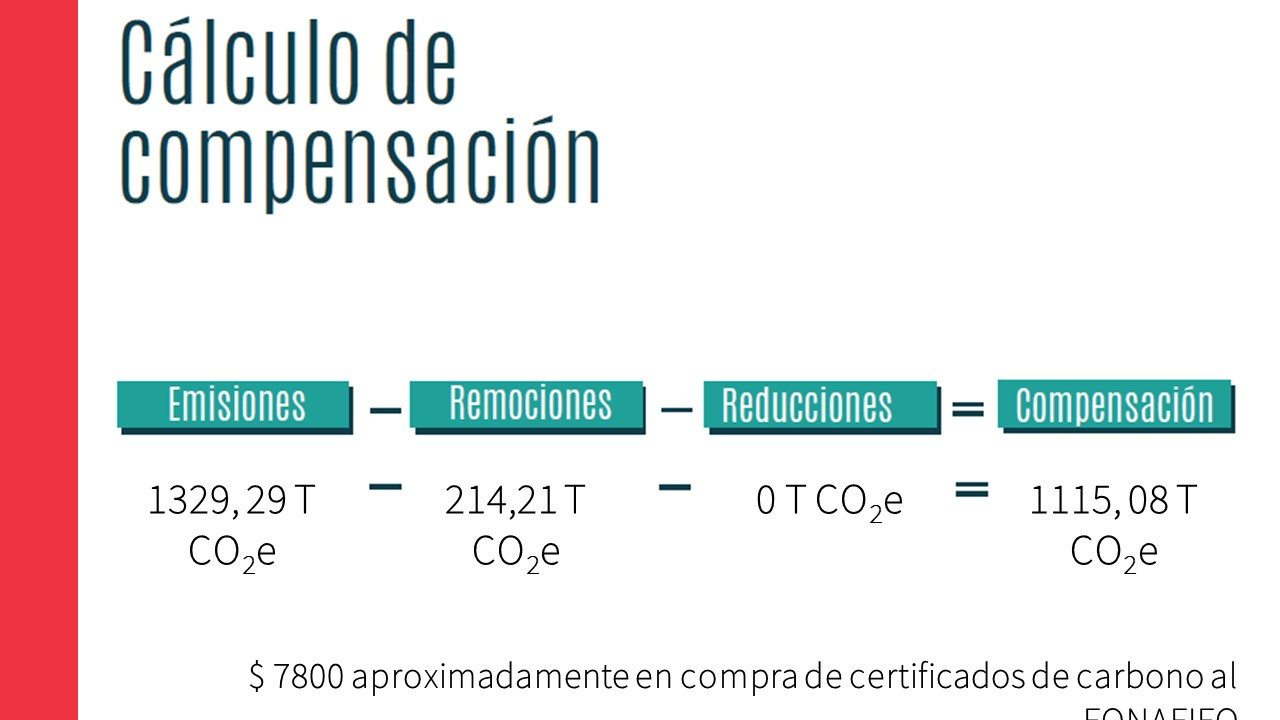 Cálculo de
compensación
Emisiones – Remociones – Reducciones = Compensación
1329,29 T – 214,21 T – 0 T CO₂e = 1115,08 T
CO₂e CO₂e CO₂e
$ 7800 aproximadamente en compra de certificados de carbono al
FONAFIFO